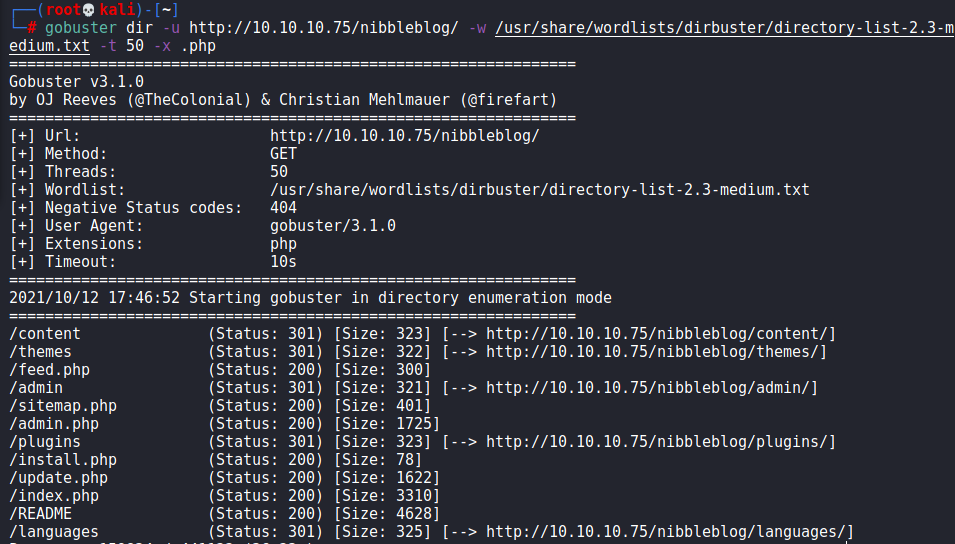 ┌──(root💀kali)-[~]
└─# gobuster dir -u http://10.10.10.75/nibbleblog/ -w /usr/share/wordlists/dirbuster/directory-list-2.3-m
edium.txt -t 50 -x .php
===============================================================
Gobuster v3.1.0
by OJ Reeves (@TheColonial) & Christian Mehlmauer (@firefart)
===============================================================
[+] Url:                     http://10.10.10.75/nibbleblog/
[+] Method:                  GET
[+] Threads:                 50
[+] Wordlist:                /usr/share/wordlists/dirbuster/directory-list-2.3-medium.txt
[+] Negative Status codes:   404
[+] User Agent:              gobuster/3.1.0
[+] Extensions:              php
[+] Timeout:                 10s
===============================================================
2021/10/12 17:46:52 Starting gobuster in directory enumeration mode
===============================================================
/content              (Status: 301) [Size: 323] [--> http://10.10.10.75/nibbleblog/content/]
/themes               (Status: 301) [Size: 322] [--> http://10.10.10.75/nibbleblog/themes/]
/feed.php             (Status: 200) [Size: 300]
/admin                (Status: 301) [Size: 321] [--> http://10.10.10.75/nibbleblog/admin/]
/sitemap.php          (Status: 200) [Size: 401]
/admin.php            (Status: 200) [Size: 1725]
/plugins              (Status: 301) [Size: 323] [--> http://10.10.10.75/nibbleblog/plugins/]
/install.php          (Status: 200) [Size: 78]
/update.php           (Status: 200) [Size: 1622]
/index.php            (Status: 200) [Size: 3310]
/README               (Status: 200) [Size: 4628]
/languages            (Status: 301) [Size: 325] [--> http://10.10.10.75/nibbleblog/languages/]